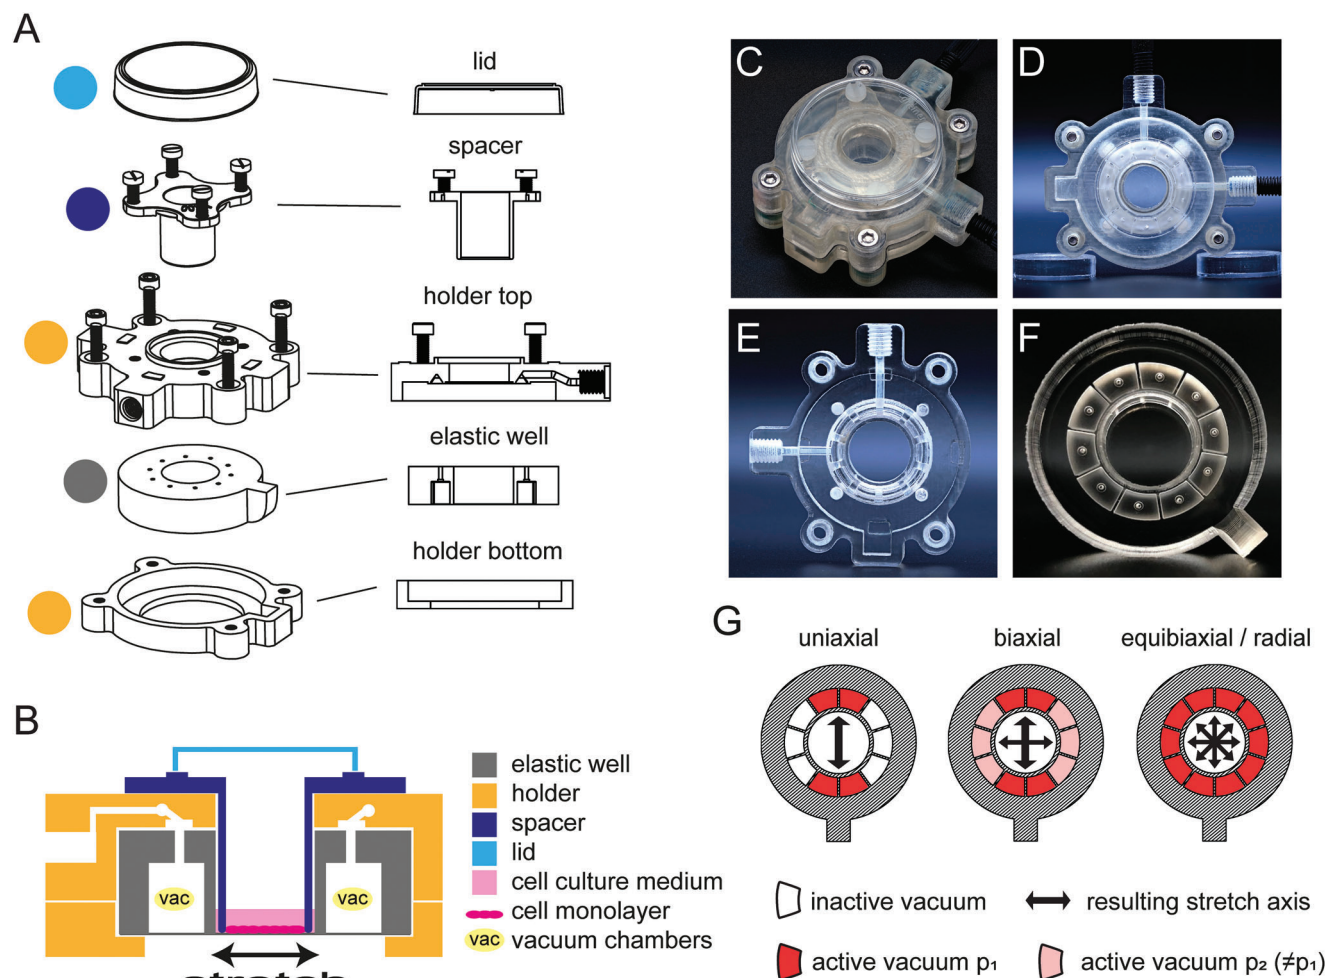 A
lid
spacer
holder top
elastic well
holder bottom
C
D
E
F
B
vac
vac
stretch
elastic well
holder
spacer
lid
cell culture medium
cell monolayer
vac vacuum chambers
G
uniaxial
biaxial
equibiaxial / radial
inactive vacuum
resulting stretch axis
active vacuum p₁
active vacuum p₂ (≠p₁)